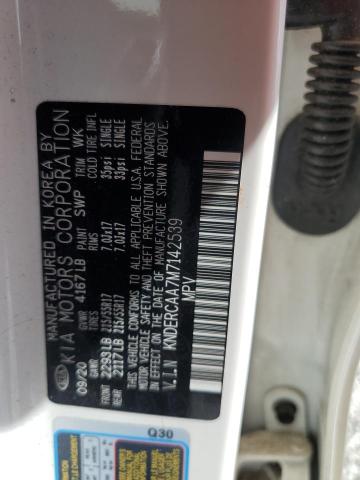 MANUFACTURED IN KOREA BY
KIA MOTORS CORPORATION
KIA
09/20 GVWR 4167LB PAINT SWP TRIM WK
GAWR TIRES RIMS COLD TIRE INFL
FRONT 2293LB 215/55R17 7.0JX17 35psi SINGLE
REAR 2217LB 215/55R17 7.0JX17 33psi SINGLE
THIS VEHICLE CONFORMS TO ALL APPLICABLE U.S.A. FEDERAL
MOTOR VEHICLE SAFETY AND THEFT PREVENTION STANDARDS
IN EFFECT ON THE DATE OF MANUFACTURE SHOWN ABOVE.
V.I.N KNDERCAA7M7142539
MPV
Q30